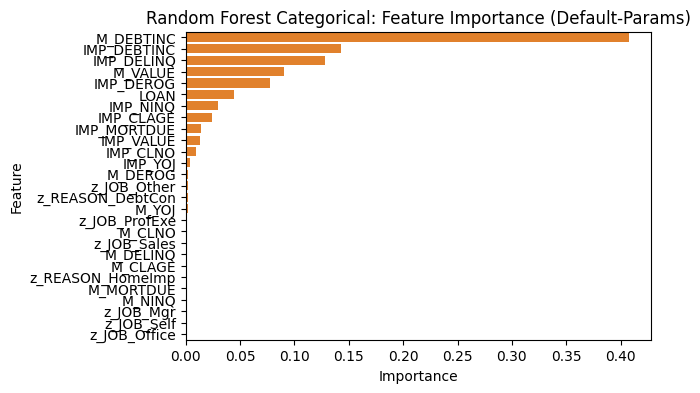 Random Forest Categorical: Feature Importance (Default-Params)
M_DEBTINC
IMP_DEBTINC
IMP_DELINQ
M_VALUE
IMP_DEROG
LOAN
IMP_NINQ
IMP_CLAGE
IMP_MORTDUE
IMP_VALUE
IMP_CLNO
IMP_YOJ
M_DEROG
z_JOB_Other
z_REASON_DebtCon
M_YOJ
z_JOB_ProfExe
M_CLNO
z_JOB_Sales
M_DELINQ
M_CLAGE
z_REASON_HomeImp
M_MORTDUE
M_NINQ
z_JOB_Mgr
z_JOB_Self
z_JOB_Office
Feature
0.00 0.05 0.10 0.15 0.20 0.25 0.30 0.35 0.40
Importance